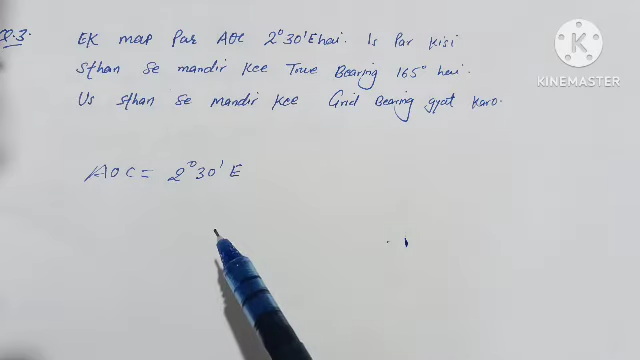 Q.3. EK map Par AOC 2°30'E hai. Is Par Kisi
Sthan Se mandir Kee True Bearing 165° hai.
Us Sthan Se mandir Kee Grid Bearing gyat Karo.
AOC = 2°30' E
K
KINEMASTER